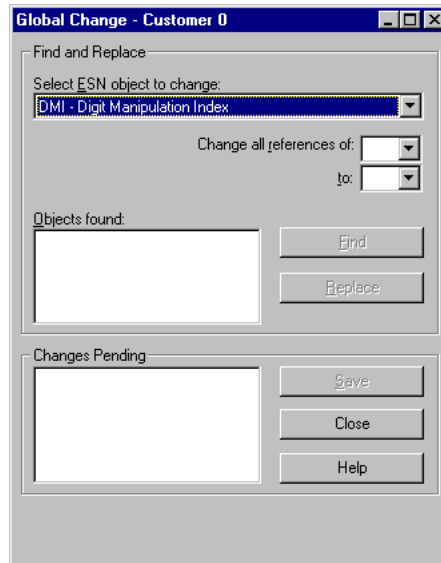 Global Change - Customer 0
Find and Replace
Select ESN object to change:
DMI - Digit Manipulation Index
Change all references of:
to:
Objects found:
Find
Replace
Changes Pending
Save
Close
Help